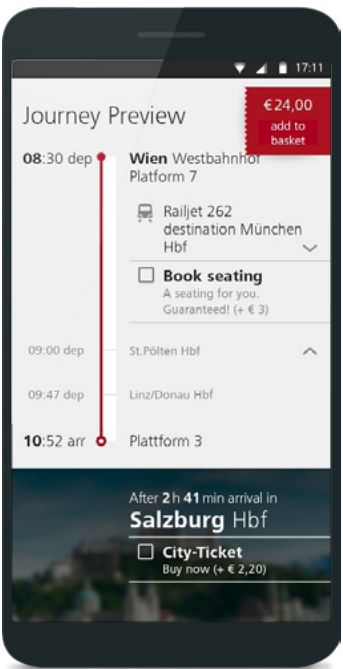 17:11
Journey Preview
€24,00
add to
basket
08:30 dep
Wien Westbahnhof
Platform 7
Railjet 262
destination München
Hbf
Book seating
A seating for you.
Guaranteed! (+ € 3)
09:00 dep
St.Pölten Hbf
09:47 dep
Linz/Donau Hbf
10:52 arr
Plattform 3
After 2 h 41 min arrival in
Salzburg Hbf
City-Ticket
Buy now (+ € 2,20)